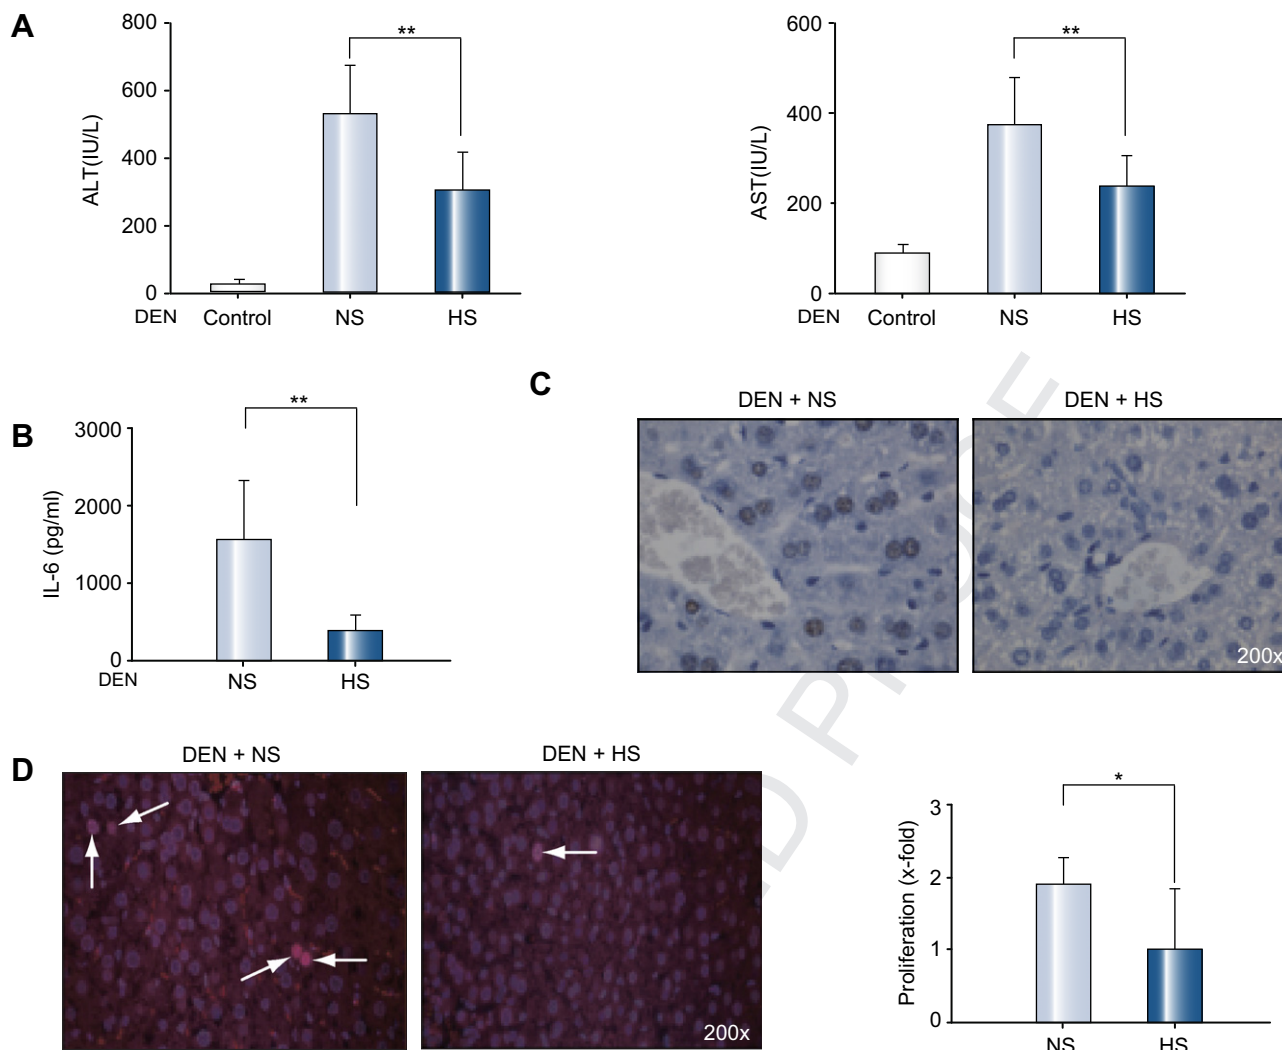 A
800
600
400
200
0
ALT(IU/L)
**
DEN Control NS HS
600
400
200
0
AST(IU/L)
**
DEN Control NS HS
B
3000
2000
1000
0
IL-6 (pg/ml)
**
DEN NS HS
C
DEN + NS DEN + HS
200x
D
DEN + NS DEN + HS
200x
3
2
1
0
Proliferation (x-fold)
*
NS HS